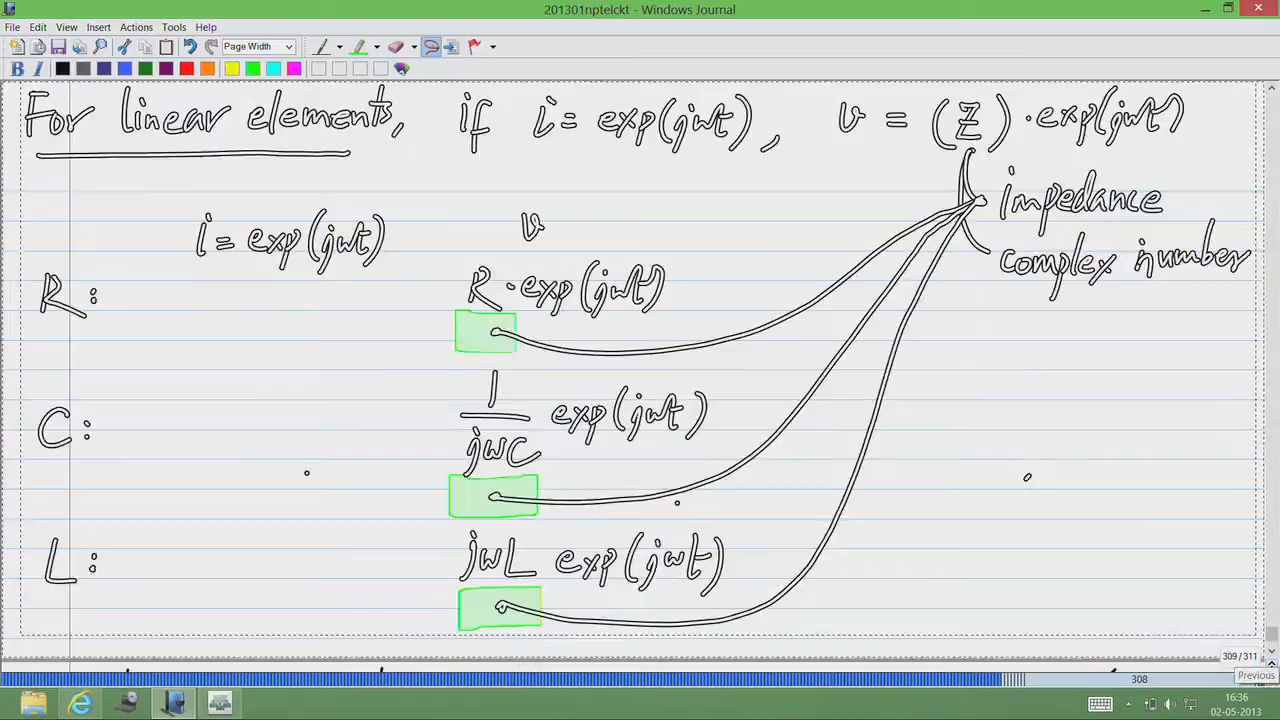 201301nptelckt - Windows Journal
File Edit View Insert Actions Tools Help
Page Width
B I
For linear elements, if i = exp(jωt), v = (Z)·exp(jωt)
impedance
complex number
i = exp(jωt) v
R: R·exp(jωt)
C: 1/jωC exp(jωt)
L: jωL exp(jωt)
309 / 311
Previous
308
16:36
02-05-2013